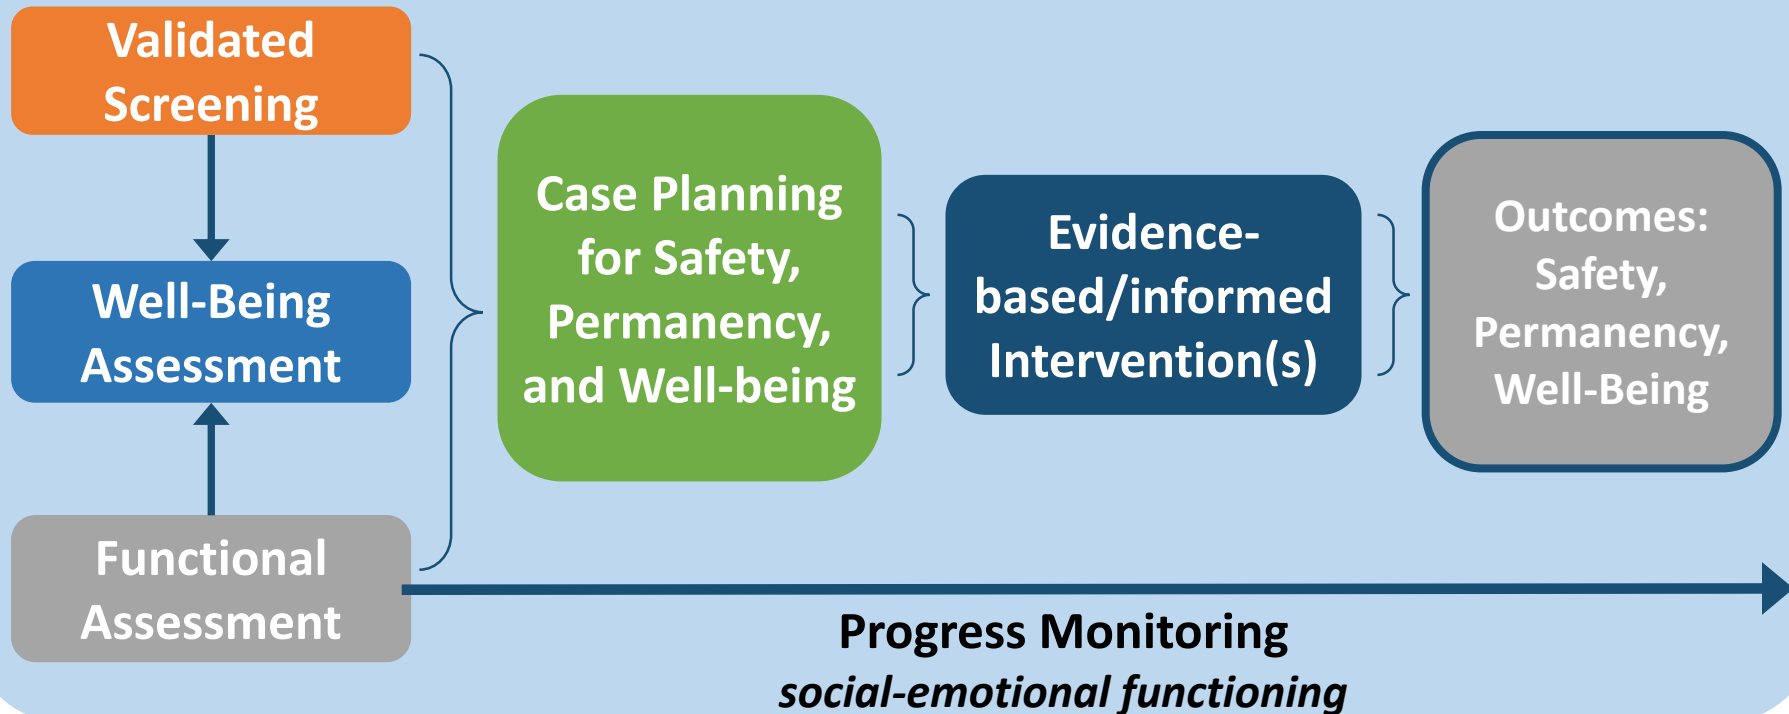 Validated
Screening
Well-Being
Assessment
Functional
Assessment
Case Planning
for Safety,
Permanency,
and Well-being
Evidence-
based/informed
Intervention(s)
Outcomes:
Safety,
Permanency,
Well-Being
Progress Monitoring
social-emotional functioning